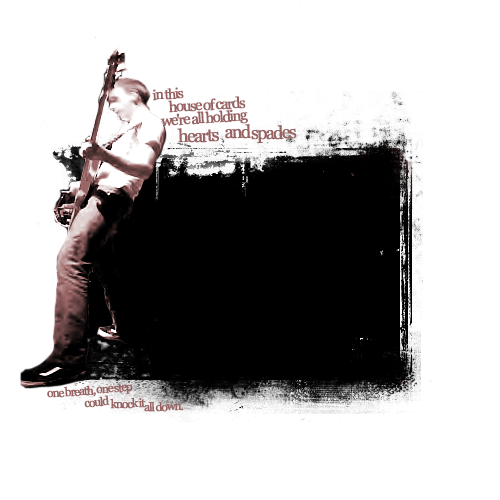 in this
house of cards
we're all holding
hearts and spades
one breath, one step
could knock it all down.